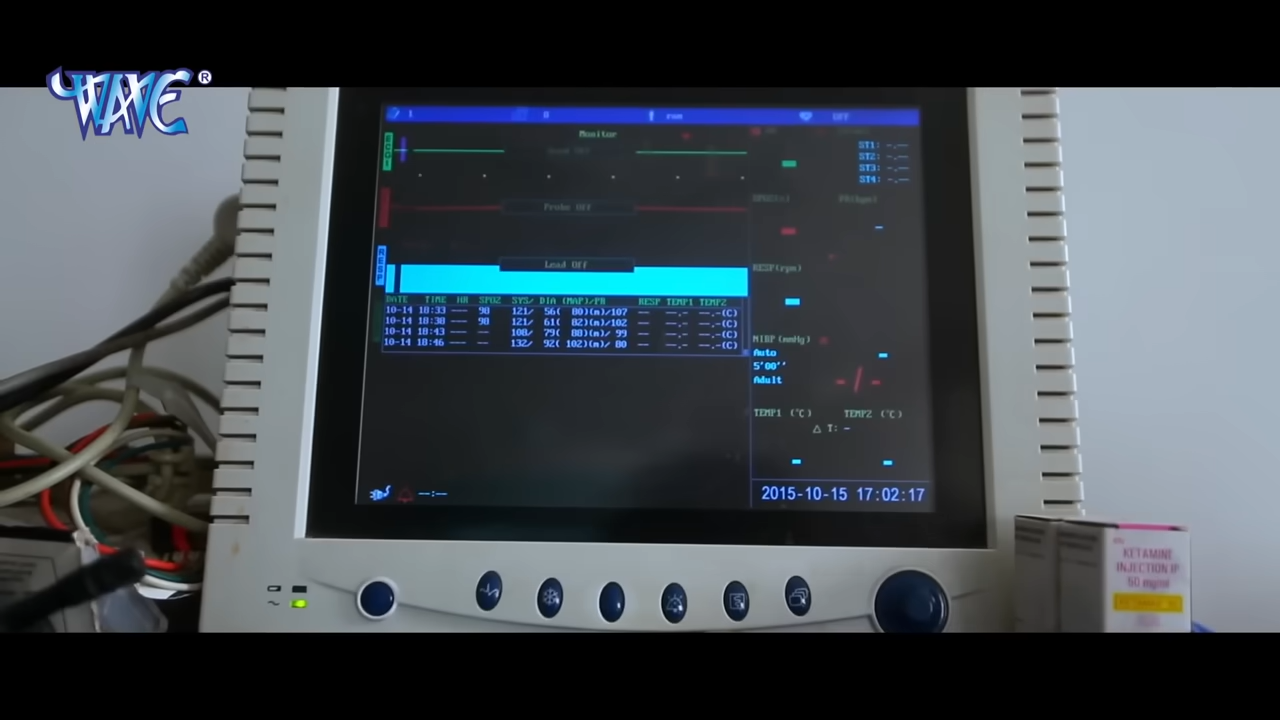 WAVE ®
1
Monitor
ECG1
ST1: -.--
ST2: -.--
ST3: -.--
ST4: -.--
Probe Off
RESP
Lead Off
RESP(rpm)
DATE TIME HR SPO2 SYS/ DIA (MAP)/PR RESP TEMP1 TEMP2
10-14 18:33 --- 98 121/ 56( 80)(m)/107 -- --.- --.-(C)
10-14 18:38 --- 98 121/ 61( 82)(m)/102 -- --.- --.-(C)
10-14 18:43 --- -- 108/ 79( 88)(m)/ 99 -- --.- --.-(C)
10-14 18:46 --- -- 132/ 92( 102)(m)/ 80 -- --.- --.-(C)
NIBP (mmHg)
Auto
5'00''
Adult
-/-
TEMP1 (℃) TEMP2 (℃)
△ T: -
--:--
2015-10-15 17:02:17
KETAMINE
INJECTION IP
50 mg/ml